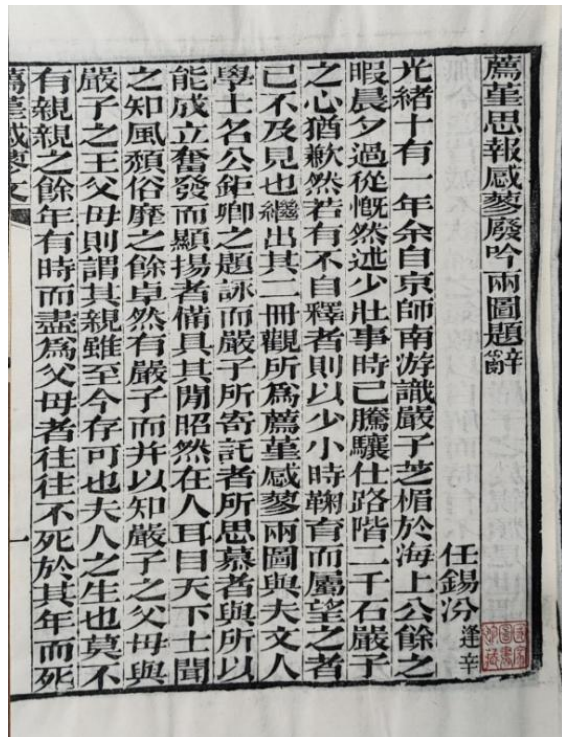 薦堇思報感蓼廢吟兩圖題辭
任錫汾 逢辛
光緒十有一年余自京師南游識嚴子芝楣於海上公餘之
暇晨夕過從慨然述少壯事時已騰驤仕路階二千石嚴子
之心猶歉然若有不自釋者則以少小時鞠育而屬望之者
已不及見也繼出其二冊觀所為薦堇感蓼兩圖與夫文人
學士名公鉅卿之題詠而嚴子所寄託者所思慕者與所以
能成立奮發而顯揚者備具其閒昭然在人耳目天下士聞
之知風頹俗靡之餘卓然有嚴子而并以知嚴子之父母與
嚴子之王父母則謂其親雖至今存可也夫人之生也莫不
有親親之餘年有時而盡為父母者往往不死於其年而死
薦堇感蓼文
一